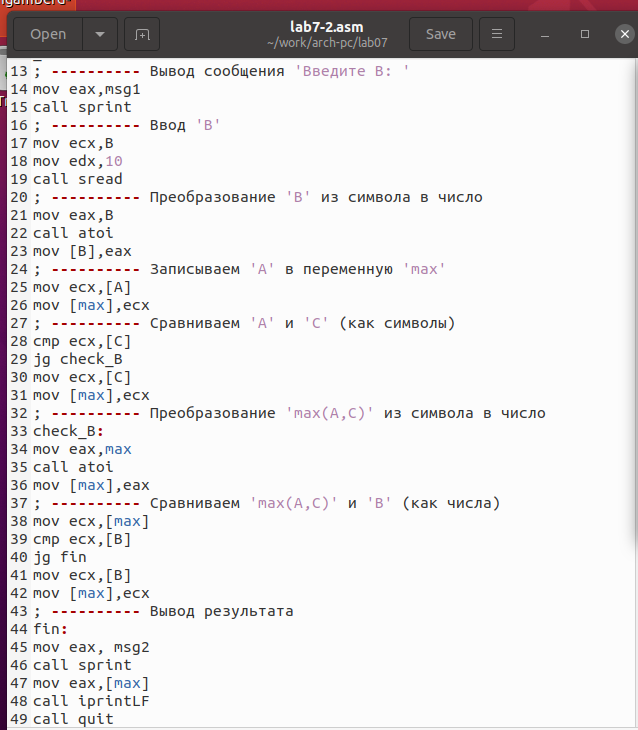 Open
lab7-2.asm
~/work/arch-pc/lab07
Save
13 ; ---------- Вывод сообщения 'Введите B: '
14 mov eax,msg1
15 call sprint
16 ; ---------- Ввод 'B'
17 mov ecx,B
18 mov edx,10
19 call sread
20 ; ---------- Преобразование 'B' из символа в число
21 mov eax,B
22 call atoi
23 mov [B],eax
24 ; ---------- Записываем 'A' в переменную 'max'
25 mov ecx,[A]
26 mov [max],ecx
27 ; ---------- Сравниваем 'A' и 'С' (как символы)
28 cmp ecx,[C]
29 jg check_B
30 mov ecx,[C]
31 mov [max],ecx
32 ; ---------- Преобразование 'max(A,C)' из символа в число
33 check_B:
34 mov eax,max
35 call atoi
36 mov [max],eax
37 ; ---------- Сравниваем 'max(A,C)' и 'B' (как числа)
38 mov ecx,[max]
39 cmp ecx,[B]
40 jg fin
41 mov ecx,[B]
42 mov [max],ecx
43 ; ---------- Вывод результата
44 fin:
45 mov eax, msg2
46 call sprint
47 mov eax,[max]
48 call iprintLF
49 call quit